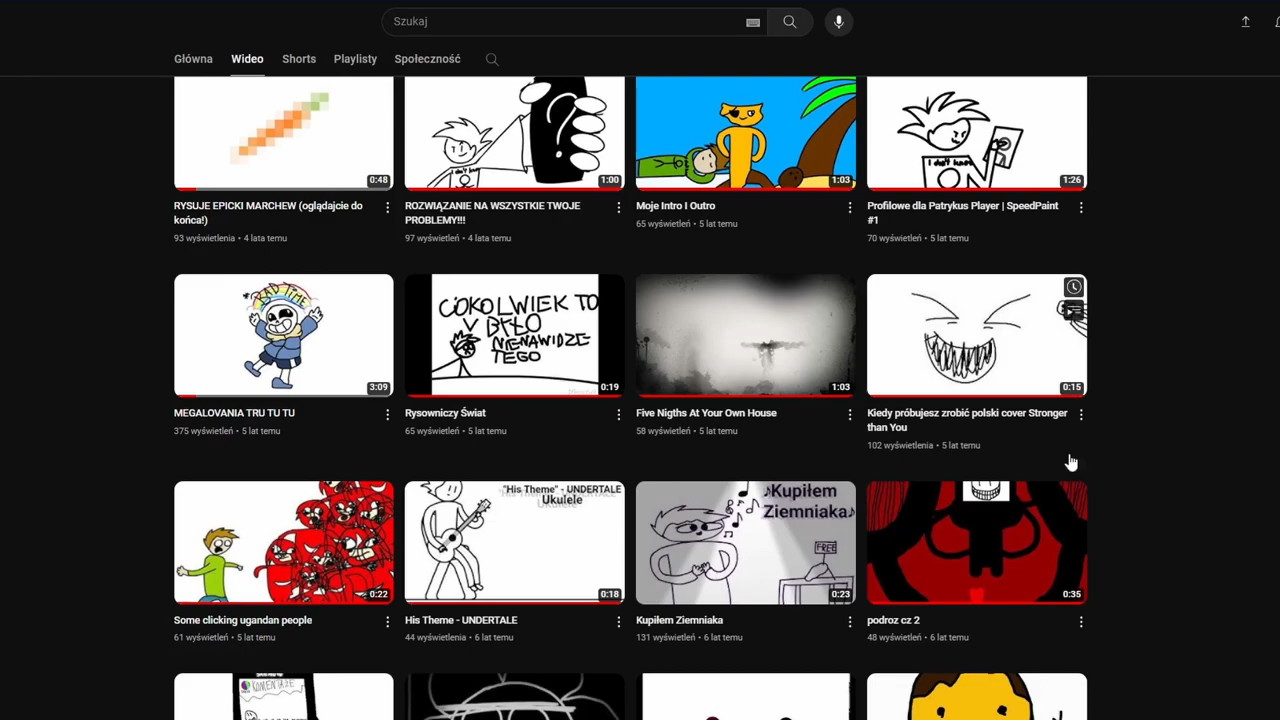 Szukaj
Główna Wideo Shorts Playlisty Społeczność
0:48
I don't know
1:00
1:03
I don't know
1:26
RYSUJE EPICKI MARCHEW (oglądajcie do
końca!)
93 wyświetlenia • 4 lata temu
ROZWIĄZANIE NA WSZYSTKIE TWOJE
PROBLEMY!!!
97 wyświetleń • 4 lata temu
Moje Intro I Outro
65 wyświetleń • 5 lat temu
Profilowe dla Patrykus Player | SpeedPaint
#1
70 wyświetleń • 5 lat temu
RAD TIME
3:09
COKOLWIEK TO
BYŁO
NIENAWIDZE
TEGO
0:19
1:03
0:15
MEGALOVANIA TRU TU TU
375 wyświetleń • 5 lat temu
Rysowniczy Świat
65 wyświetleń • 5 lat temu
Five Nigths At Your Own House
58 wyświetleń • 5 lat temu
Kiedy próbujesz zrobić polski cover Stronger
than You
102 wyświetlenia • 5 lat temu
0:22
"His Theme" - UNDERTALE
Ukulele
0:18
♪Kupiłem
Ziemniaka♪
FREE
0:23
0:35
Some clicking ugandan people
61 wyświetleń • 5 lat temu
His Theme - UNDERTALE
44 wyświetlenia • 6 lat temu
Kupiłem Ziemniaka
131 wyświetleń • 6 lat temu
podroz cz 2
48 wyświetleń • 6 lat temu
KOMENTAŻE